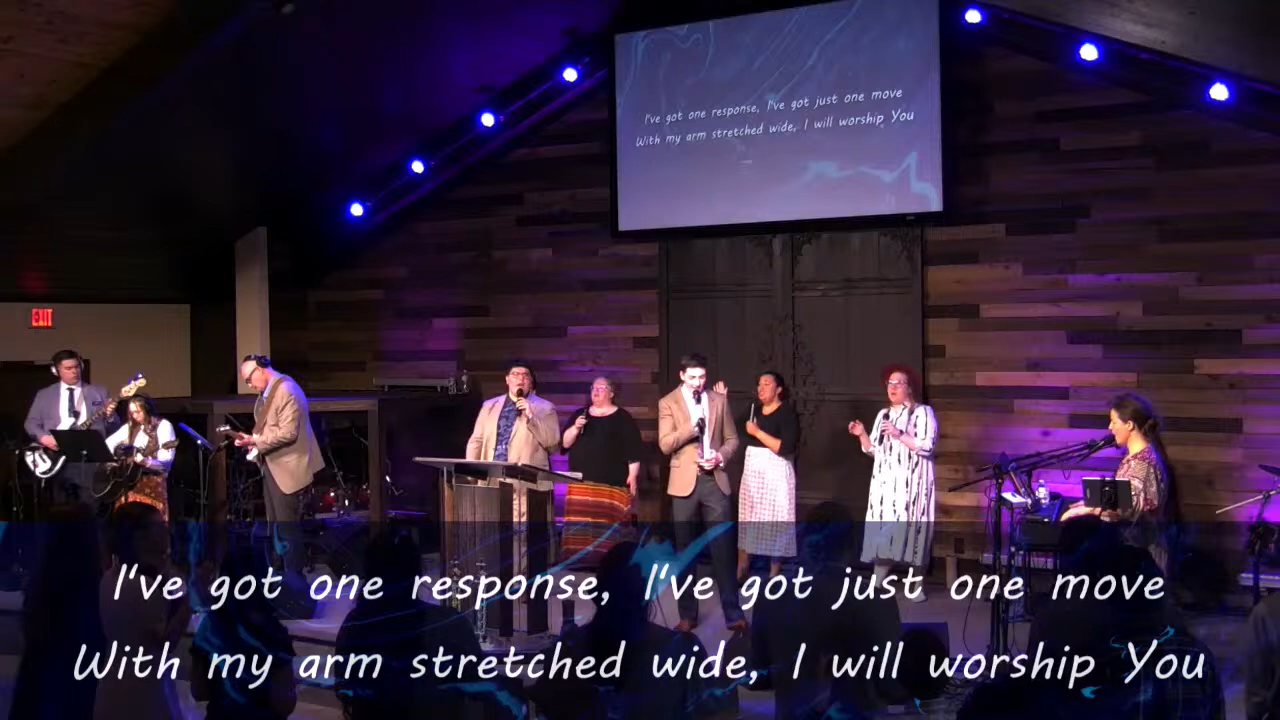 I've got one response, I've got just one move
With my arm stretched wide, I will worship You
EXIT
I've got one response, I've got just one move
With my arm stretched wide, I will worship You